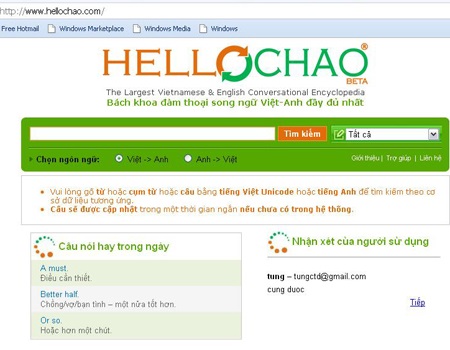 http://www.hellochao.com/
Free Hotmail Windows Marketplace Windows Media Windows
HELLOCHAO®
BETA
The Largest Vietnamese & English Conversational Encyclopedia
Bách khoa đàm thoại song ngữ Việt-Anh đầy đủ nhất
Tìm kiếm Tất cả
Chọn ngôn ngữ: Việt -> Anh Anh -> Việt Giới thiệu | Trợ giúp | Liên hệ
Vui lòng gõ từ hoặc cụm từ hoặc câu bằng tiếng Việt Unicode hoặc tiếng Anh để tìm kiếm theo cơ
sở dữ liệu tương ứng.
Câu sẽ được cập nhật trong một thời gian ngắn nếu chưa có trong hệ thống.
Câu nói hay trong ngày
A must.
Điều cần thiết.
Better half.
Chồng/vợ/bạn tình – một nửa tốt hơn.
Or so.
Hoặc hơn một chút.
Nhận xét của người sử dụng
tung – tungctd@gmail.com
cung duoc
Tiếp